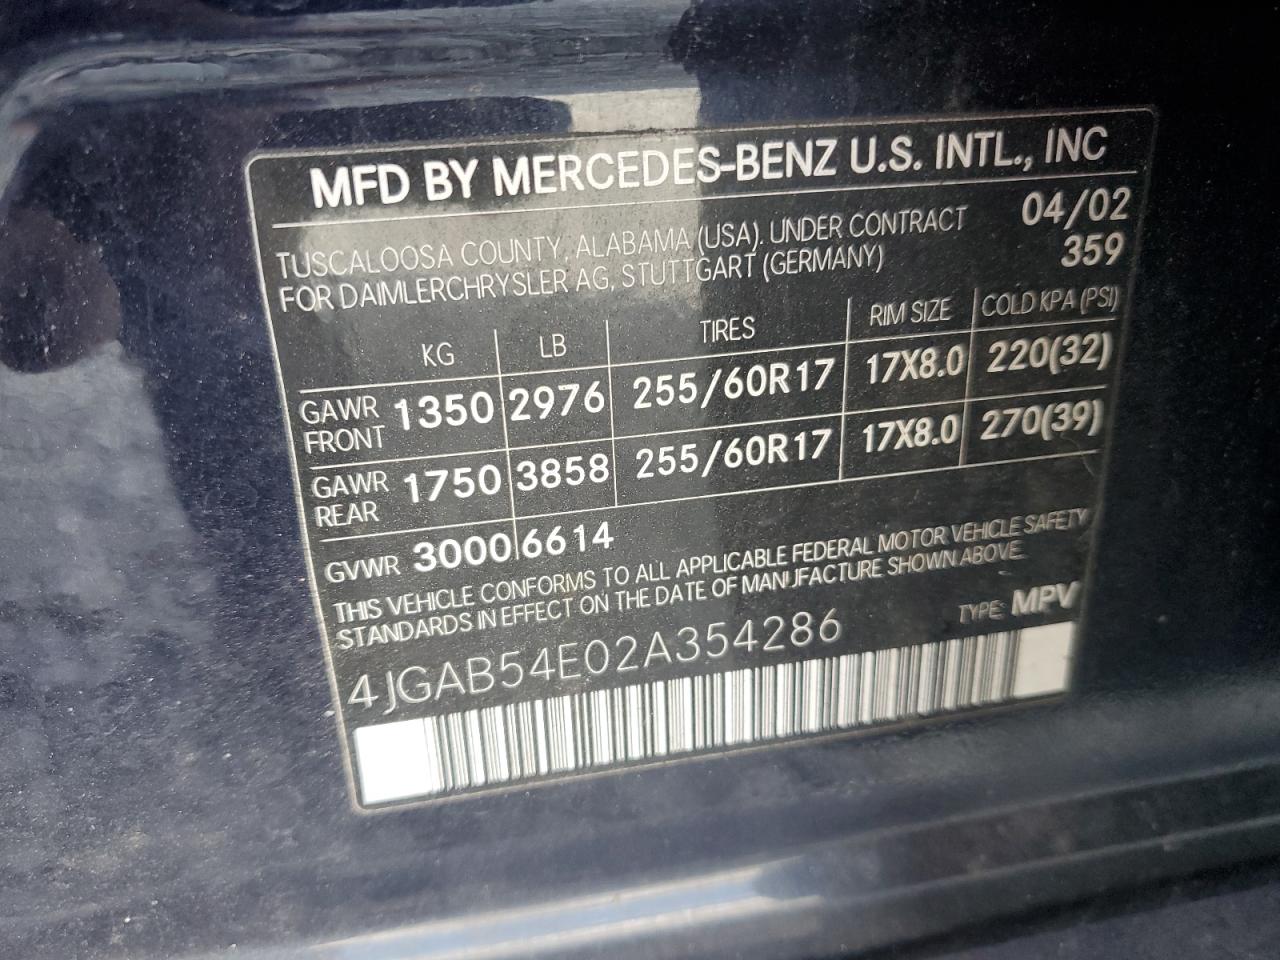 MFD BY MERCEDES-BENZ U.S. INTL., INC
TUSCALOOSA COUNTY, ALABAMA (USA). UNDER CONTRACT 04/02
FOR DAIMLERCHRYSLER AG, STUTTGART (GERMANY) 359
KG LB TIRES RIM SIZE COLD KPA (PSI)
GAWR FRONT 1350 2976 255/60R17 17X8.0 220(32)
GAWR REAR 1750 3858 255/60R17 17X8.0 270(39)
GVWR 3000 6614
THIS VEHICLE CONFORMS TO ALL APPLICABLE FEDERAL MOTOR VEHICLE SAFETY
STANDARDS IN EFFECT ON THE DATE OF MANUFACTURE SHOWN ABOVE.
4JGAB54E02A354286 TYPE: MPV